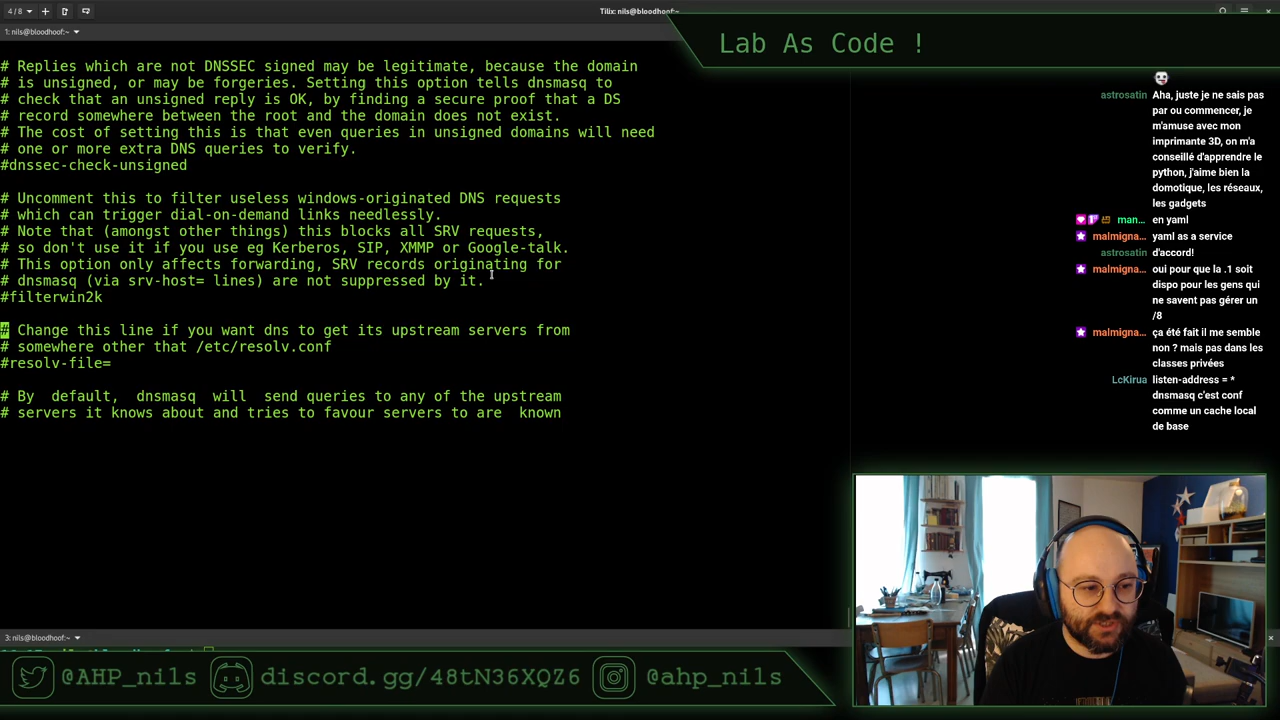 4 / 8
Tilix: nils@bloodhoof:~
1: nils@bloodhoof:~
Lab As Code !
# Replies which are not DNSSEC signed may be legitimate, because the domain
# is unsigned, or may be forgeries. Setting this option tells dnsmasq to
# check that an unsigned reply is OK, by finding a secure proof that a DS
# record somewhere between the root and the domain does not exist.
# The cost of setting this is that even queries in unsigned domains will need
# one or more extra DNS queries to verify.
#dnssec-check-unsigned
# Uncomment this to filter useless windows-originated DNS requests
# which can trigger dial-on-demand links needlessly.
# Note that (amongst other things) this blocks all SRV requests,
# so don't use it if you use eg Kerberos, SIP, XMMP or Google-talk.
# This option only affects forwarding, SRV records originating for
# dnsmasq (via srv-host= lines) are not suppressed by it.
#filterwin2k
# Change this line if you want dns to get its upstream servers from
# somewhere other that /etc/resolv.conf
#resolv-file=
# By  default,  dnsmasq  will  send queries to any of the upstream
# servers it knows about and tries to favour servers to are  known
astrosatin Aha, juste je ne sais pas
par ou commencer, je
m'amuse avec mon
imprimante 3D, on m'a
conseillé d'apprendre le
python, j'aime bien la
domotique, les réseaux,
les gadgets
man... en yaml
malmigna... yaml as a service
astrosatin d'accord!
malmigna... oui pour que la .1 soit
dispo pour les gens qui
ne savent pas gérer un
/8
malmigna... ça été fait il me semble
non ? mais pas dans les
classes privées
LcKirua listen-address = *
dnsmasq c'est conf
comme un cache local
de base
3: nils@bloodhoof:~
@AHP_nils discord.gg/48tN36XQZ6 @ahp_nils